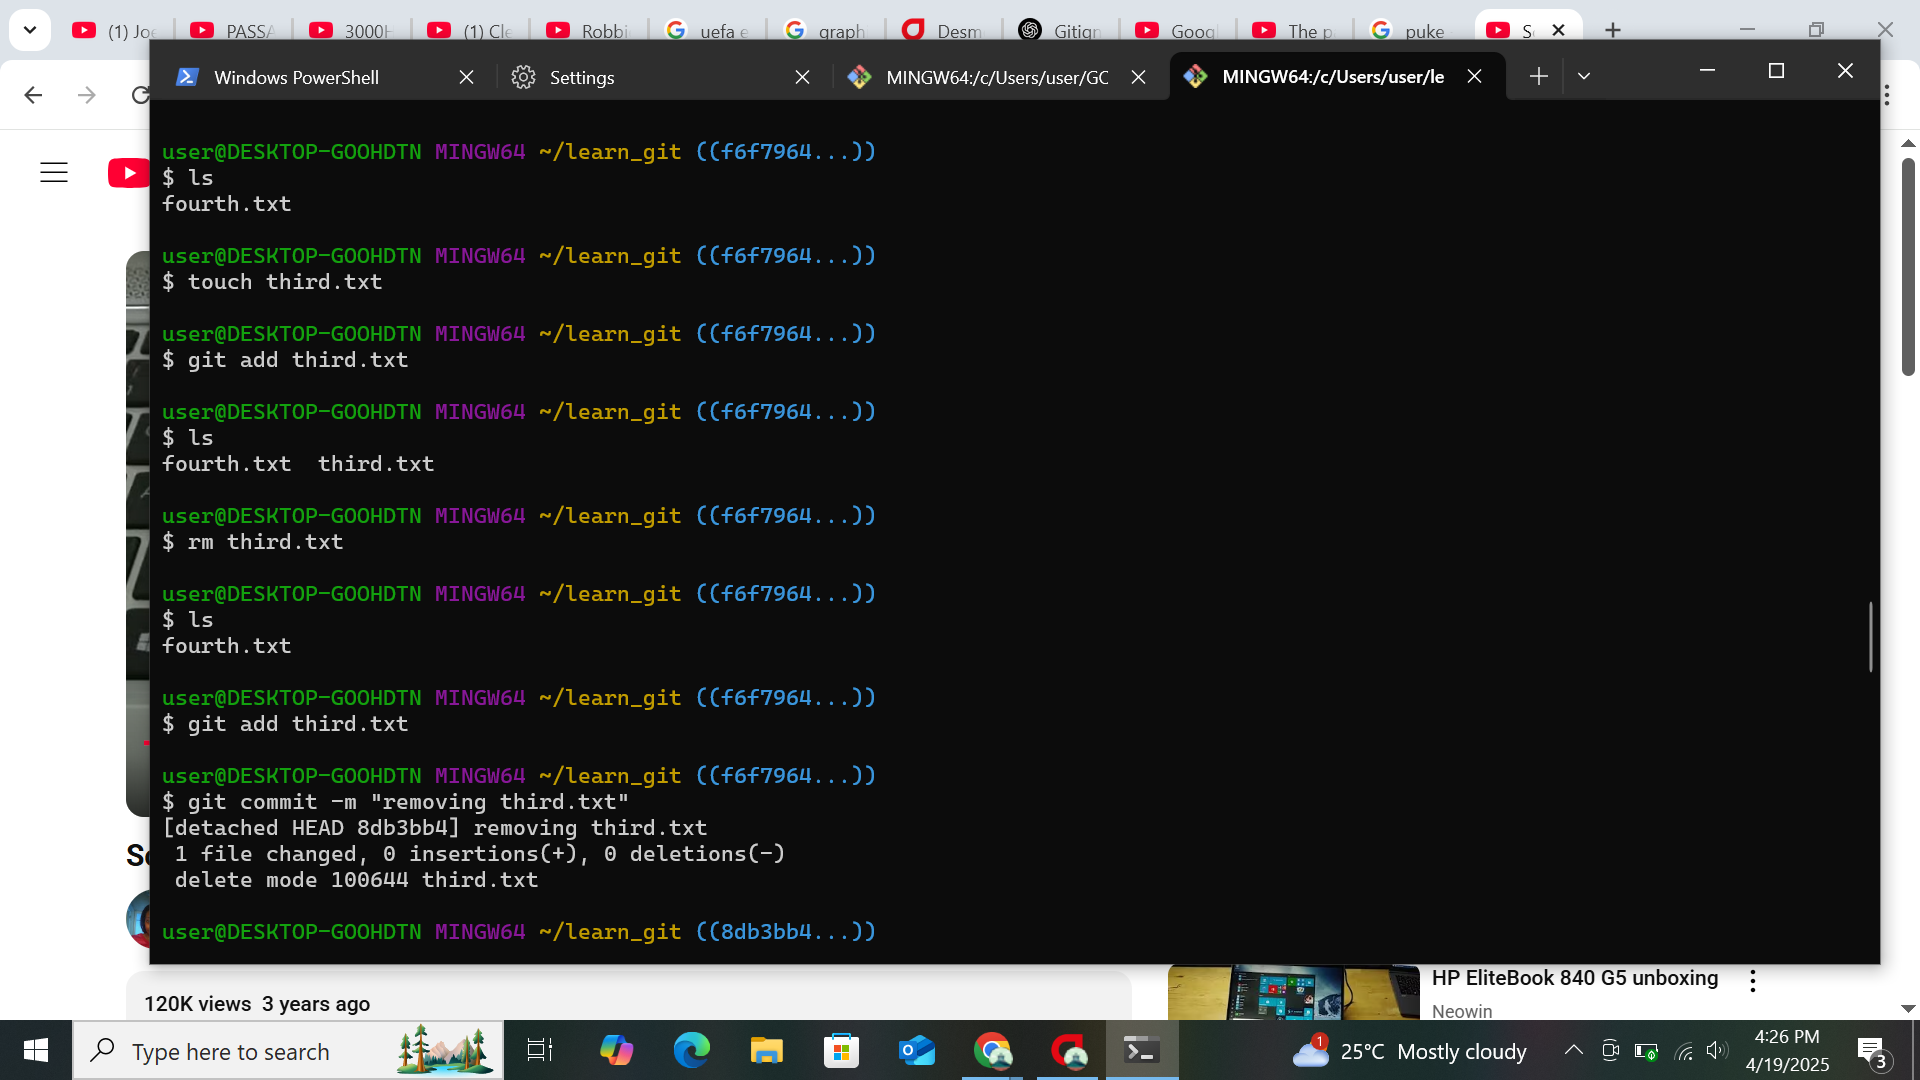 (1) Joe PASSA 3000H (1) Cle Robbi uefa e graph Desm Gitign Goog The p puke
Windows PowerShell Settings MINGW64:/c/Users/user/GC MINGW64:/c/Users/user/le
user@DESKTOP-GOOHDTN MINGW64 ~/learn_git ((f6f7964...))
$ ls
fourth.txt
user@DESKTOP-GOOHDTN MINGW64 ~/learn_git ((f6f7964...))
$ touch third.txt
user@DESKTOP-GOOHDTN MINGW64 ~/learn_git ((f6f7964...))
$ git add third.txt
user@DESKTOP-GOOHDTN MINGW64 ~/learn_git ((f6f7964...))
$ ls
fourth.txt  third.txt
user@DESKTOP-GOOHDTN MINGW64 ~/learn_git ((f6f7964...))
$ rm third.txt
user@DESKTOP-GOOHDTN MINGW64 ~/learn_git ((f6f7964...))
$ ls
fourth.txt
user@DESKTOP-GOOHDTN MINGW64 ~/learn_git ((f6f7964...))
$ git add third.txt
user@DESKTOP-GOOHDTN MINGW64 ~/learn_git ((f6f7964...))
$ git commit -m "removing third.txt"
[detached HEAD 8db3bb4] removing third.txt
 1 file changed, 0 insertions(+), 0 deletions(-)
 delete mode 100644 third.txt
user@DESKTOP-GOOHDTN MINGW64 ~/learn_git ((8db3bb4...))
120K views 3 years ago
HP EliteBook 840 G5 unboxing
Neowin
Type here to search
1
25°C Mostly cloudy
4:26 PM
4/19/2025
3